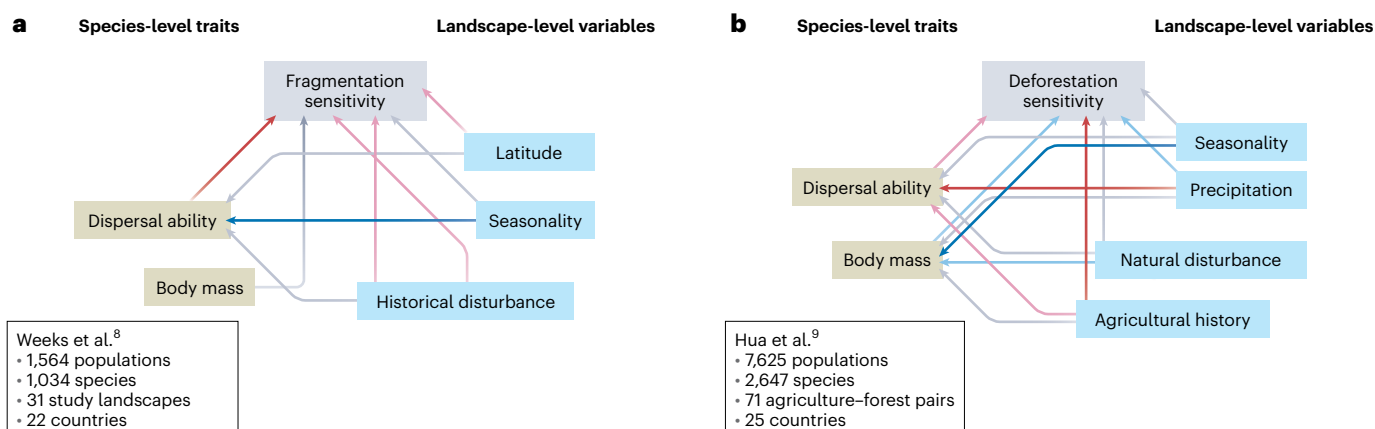 a
Species-level traits
Landscape-level variables
Fragmentation
sensitivity
Latitude
Dispersal ability
Seasonality
Body mass
Historical disturbance
Weeks et al.8
• 1,564 populations
• 1,034 species
• 31 study landscapes
• 22 countries
b
Species-level traits
Landscape-level variables
Deforestation
sensitivity
Seasonality
Dispersal ability
Precipitation
Body mass
Natural disturbance
Agricultural history
Hua et al.9
• 7,625 populations
• 2,647 species
• 71 agriculture–forest pairs
• 25 countries